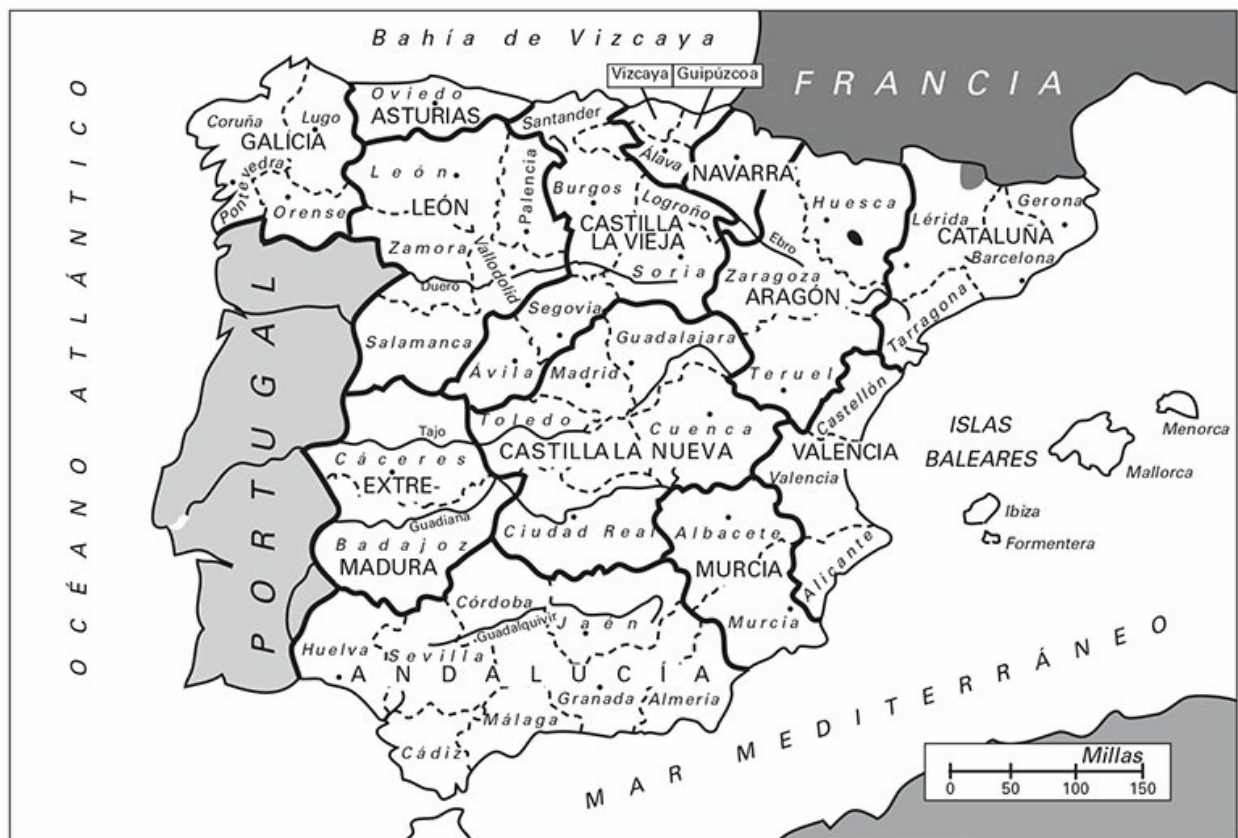 Bahía de Vizcaya
Vizcaya Guipúzcoa
FRANCIA
OCÉANO ATLÁNTICO
Oviedo
ASTURIAS
Santander
Coruña
Lugo
GALÍCIA
Pontevedra
Orense
León
LEÓN
Palencia
Zamora
Valladolid
Duero
Salamanca
Álava
NAVARRA
Burgos
Logroño
CASTILLA
LA VIEJA
Soria
Segovia
Ávila
Huesca
Ebro
Zaragoza
ARAGÓN
Teruel
Lérida
Gerona
CATALUÑA
Barcelona
Tarragona
PORTUGAL
Guadalajara
Madrid
Toledo
Cuenca
CASTILLA LA NUEVA
Ciudad Real
Tajo
Cáceres
EXTRE-
Guadiana
Badajoz
MADURA
Castellón
VALENCIA
Valencia
Alicante
Albacete
MURCIA
Murcia
ISLAS
BALEARES
Menorca
Mallorca
Ibiza
Formentera
Córdoba
Guadalquivir
Jaén
Huelva
Sevilla
ANDALUCÍA
Granada
Almería
Málaga
Cádiz
MAR MEDITERRÁNEO
Millas
0 50 100 150